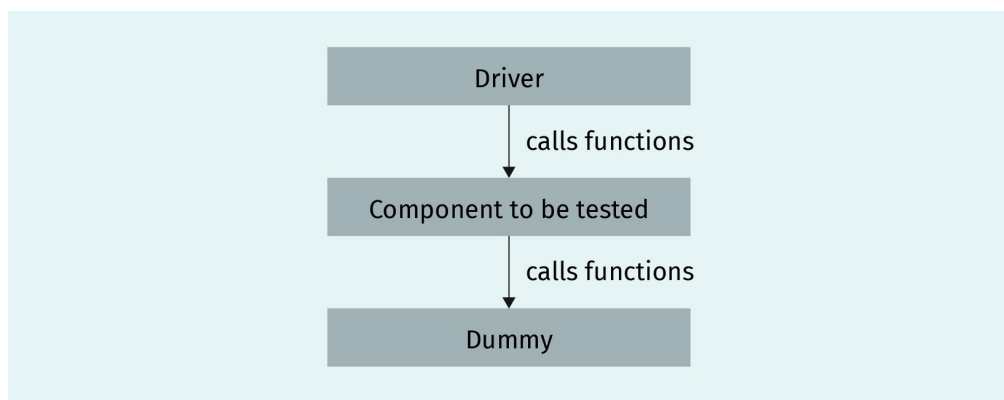 Driver
calls functions
Component to be tested
calls functions
Dummy